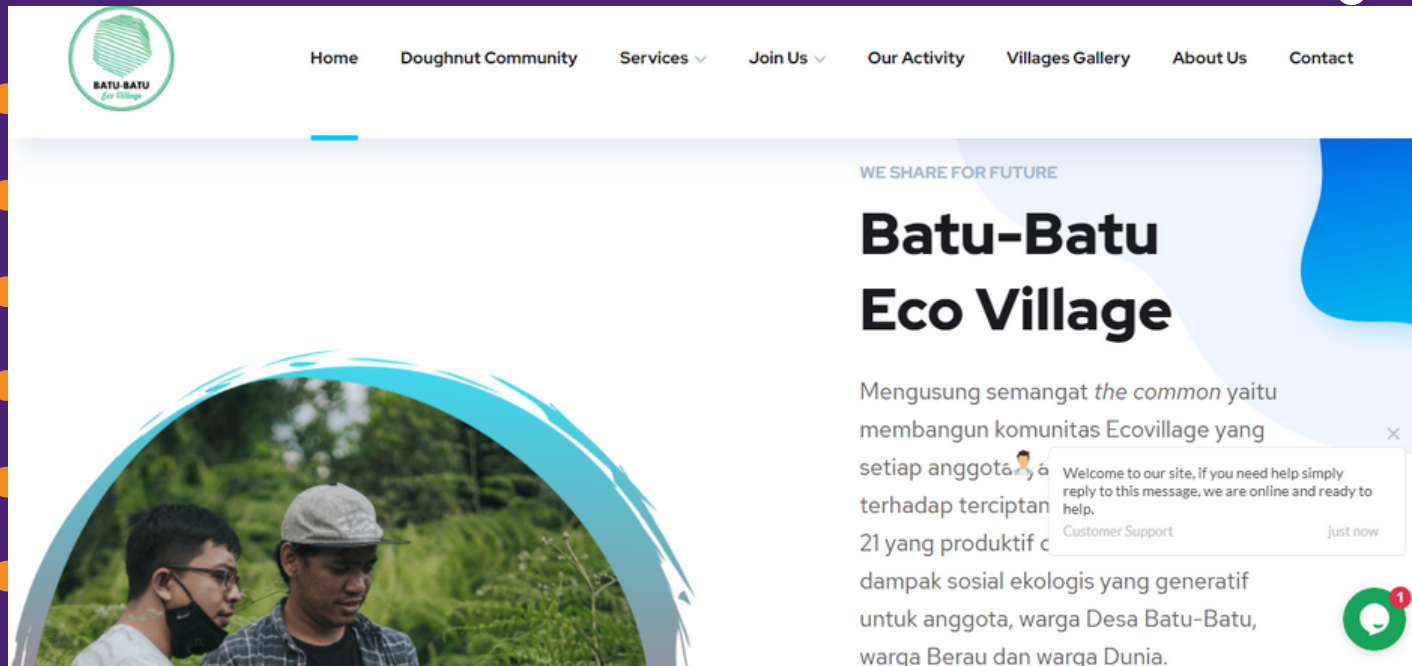 BATU-BATU
Eco Village
Home Doughnut Community Services Join Us Our Activity Villages Gallery About Us Contact
WE SHARE FOR FUTURE
Batu-Batu
Eco Village
Mengusung semangat the common yaitu
membangun komunitas Ecovillage yang
setiap anggota
terhadap
21 yang produktif
dampak sosial ekologis yang generatif
untuk anggota, warga Desa Batu-Batu,
warga Berau dan warga Dunia.
Welcome to our site, if you need help simply
reply to this message, we are online and ready to
help.
Customer Support just now
1